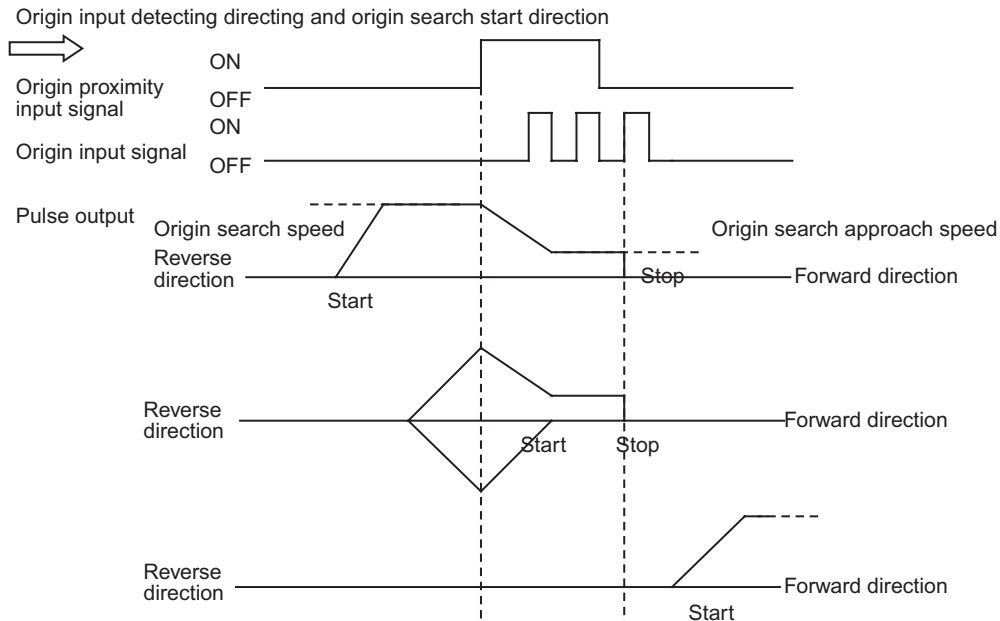 Origin input detecting directing and origin search start direction
ON
Origin proximity
input signal
OFF
ON
Origin input signal
OFF
Pulse output
Origin search speed
Origin search approach speed
Reverse
direction
Stop
Forward direction
Start
Reverse
direction
Forward direction
Start
Stop
Reverse
direction
Forward direction
Start